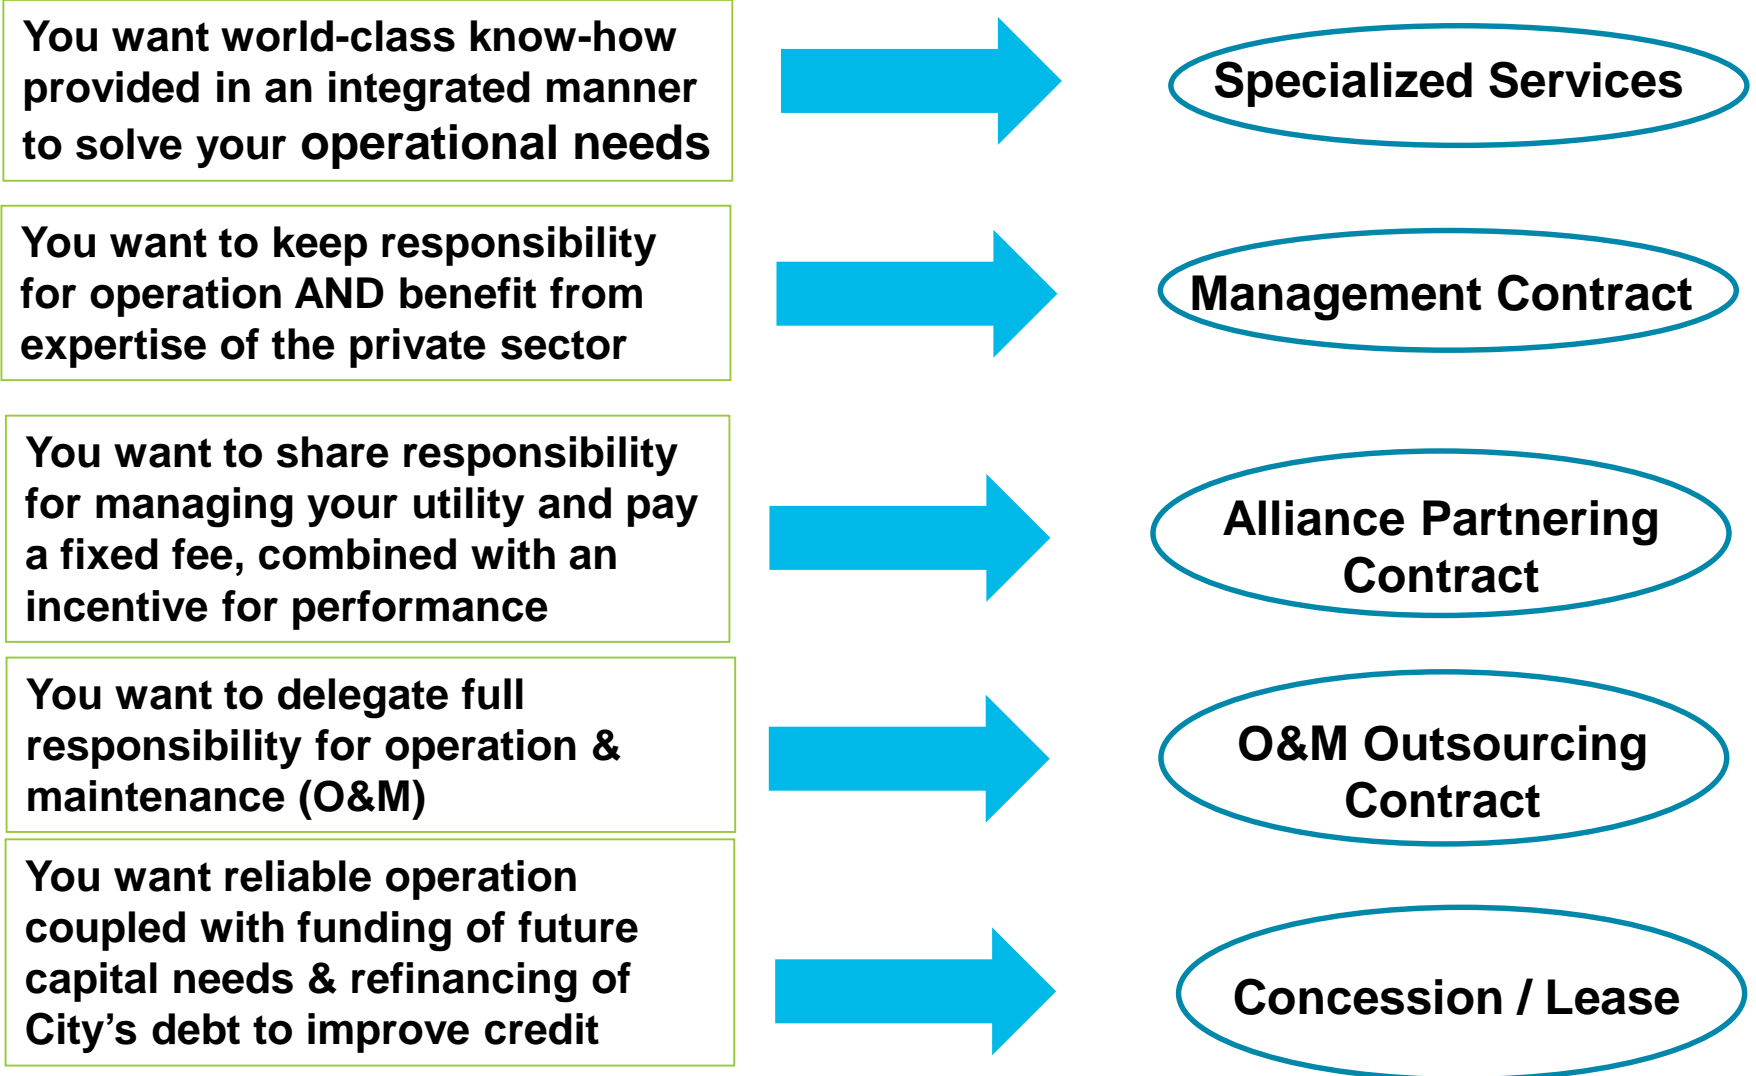 You want world-class know-how
provided in an integrated manner
to solve your operational needs
Specialized Services
You want to keep responsibility
for operation AND benefit from
expertise of the private sector
Management Contract
You want to share responsibility
for managing your utility and pay
a fixed fee, combined with an
incentive for performance
Alliance Partnering
Contract
You want to delegate full
responsibility for operation &
maintenance (O&M)
O&M Outsourcing
Contract
You want reliable operation
coupled with funding of future
capital needs & refinancing of
City’s debt to improve credit
Concession / Lease